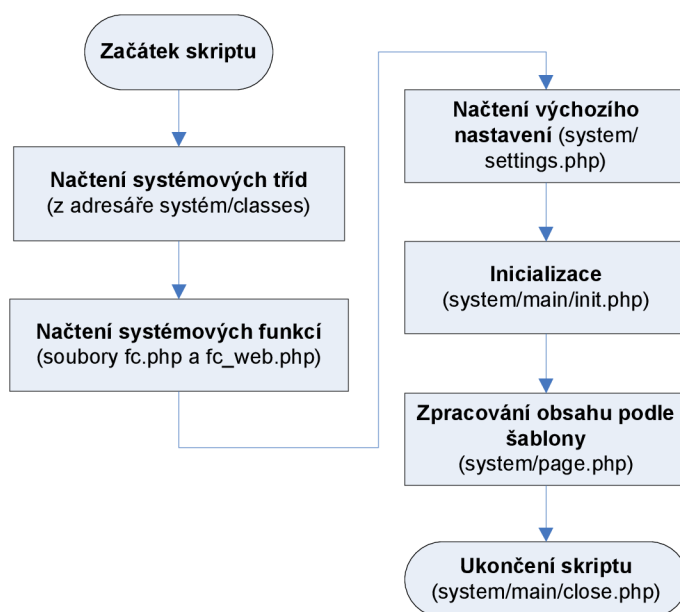 Začátek skriptu
Načtení systémových tříd
(z adresáře systém/classes)
Načtení systémových funkcí
(soubory fc.php a fc_web.php)
Načtení výchozího
nastavení (system/
settings.php)
Inicializace
(system/main/init.php)
Zpracování obsahu podle
šablony
(system/page.php)
Ukončení skriptu
(system/main/close.php)